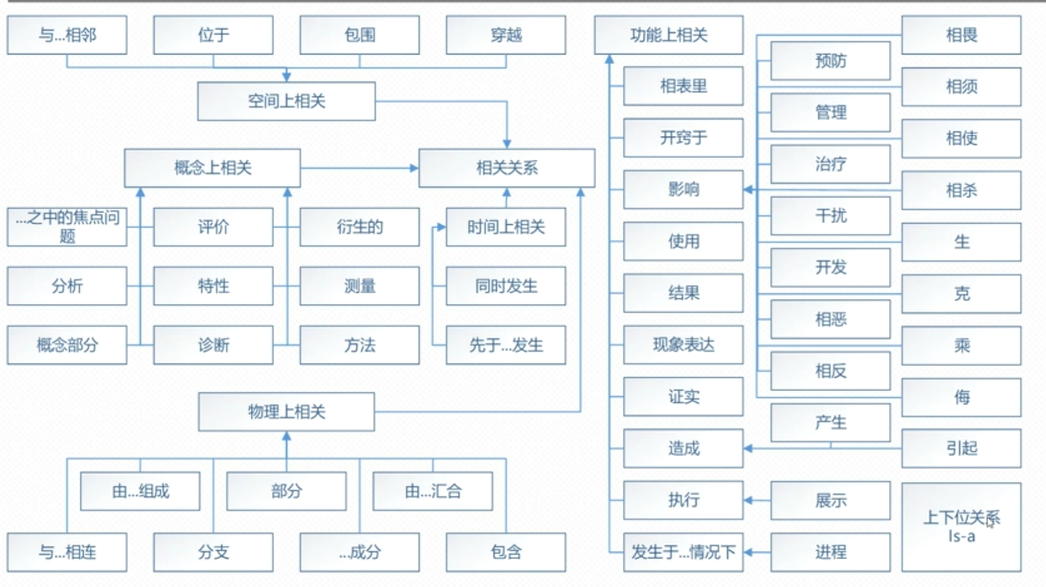 与...相邻
位于
包围
穿越
空间上相关
概念上相关
相关关系
...之中的焦点问
题
评价
衍生的
时间上相关
分析
特性
测量
同时发生
概念部分
诊断
方法
先于...发生
物理上相关
由...组成
部分
由...汇合
与...相连
分支
...成分
包含
功能上相关
相表里
开窍于
影响
使用
结果
现象表达
证实
造成
执行
发生于...情况下
预防
管理
治疗
干扰
开发
相恶
相反
产生
展示
进程
相畏
相须
相使
相杀
生
克
乘
侮
引起
上下位关系
Is-a